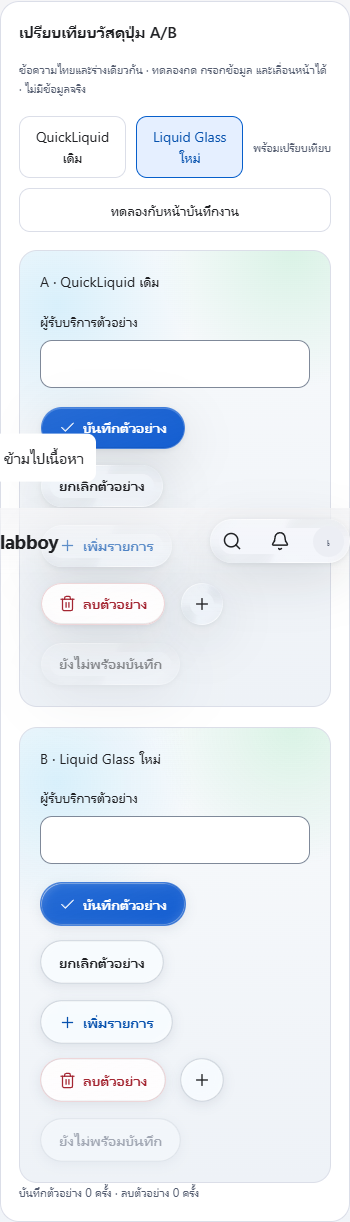 เปรียบเทียบวัสดุปุ่ม A/B
ข้อความไทยและร่างเดียวกัน · ทดลองกด กรอกข้อมูล และเลื่อนหน้าได้
· ไม่มีข้อมูลจริง
QuickLiquid
เดิม
Liquid Glass
ใหม่
พร้อมเปรียบเทียบ
ทดลองกับหน้าบันทึกงาน
A · QuickLiquid เดิม
ผู้รับบริการตัวอย่าง
บันทึกตัวอย่าง
ข้ามไปเนื้อหา
ยกเลิกตัวอย่าง
labboy
เพิ่มรายการ
ลบตัวอย่าง
ยังไม่พร้อมบันทึก
B · Liquid Glass ใหม่
ผู้รับบริการตัวอย่าง
บันทึกตัวอย่าง
ยกเลิกตัวอย่าง
เพิ่มรายการ
ลบตัวอย่าง
ยังไม่พร้อมบันทึก
บันทึกตัวอย่าง 0 ครั้ง · ลบตัวอย่าง 0 ครั้ง